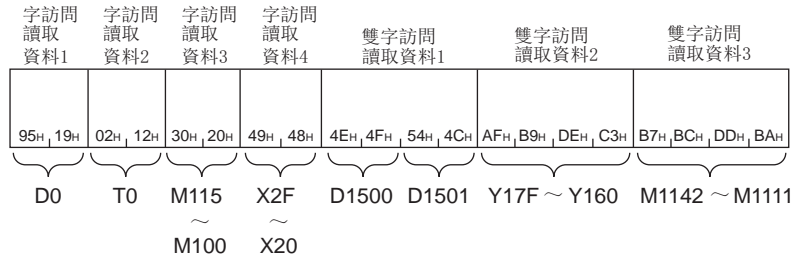 字訪問
讀取
資料1
字訪問
讀取
資料2
字訪問
讀取
資料3
字訪問
讀取
資料4
雙字訪問
讀取資料1
雙字訪問
讀取資料2
雙字訪問
讀取資料3
95H 19H 02H 12H 30H 20H 49H 48H 4EH 4FH 54H 4CH AFH B9H DEH C3H B7H BCH DDH BAH
D0 T0 M115 X2F D1500 D1501 Y17F ～ Y160 M1142 ～ M1111
～ ～
M100 X20